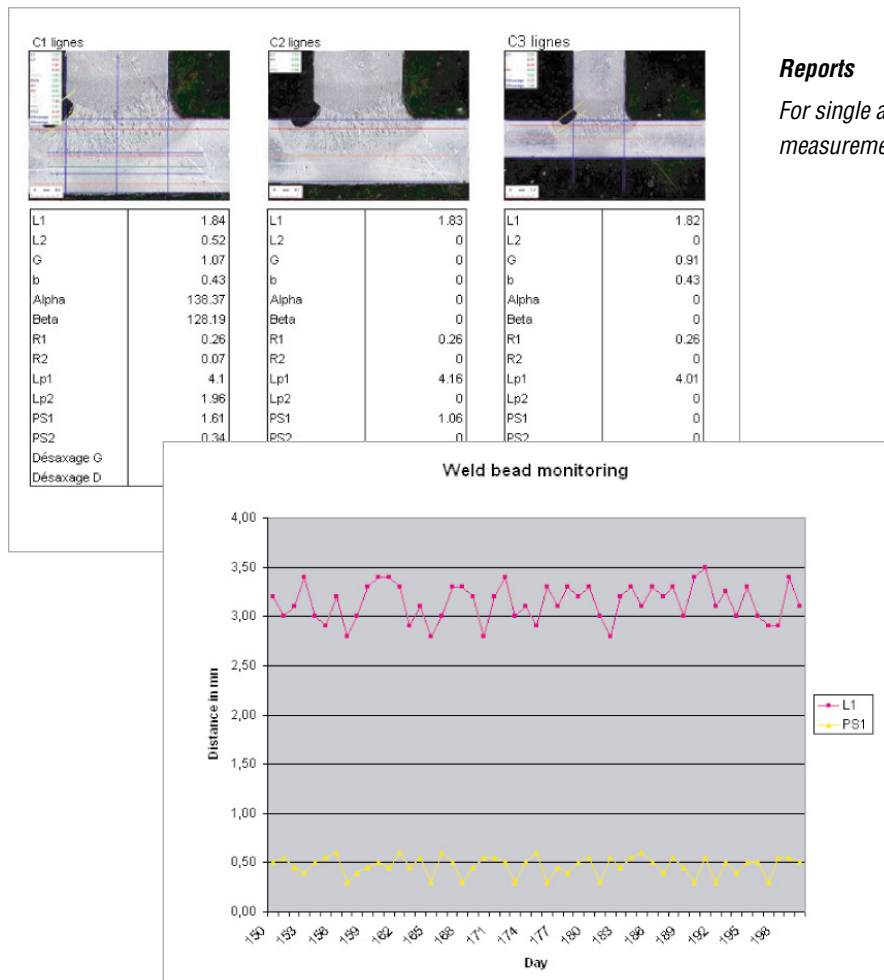 C1 lignes
C2 lignes
C3 lignes
Reports
For single a
measureme
L1 1.84
L2 0.52
G 1.07
b 0.43
Alpha 138.37
Beta 128.19
R1 0.26
R2 0.07
Lp1 4.1
Lp2 1.96
PS1 1.61
PS2 0.34
Désaxage G
Désaxage D
L1 1.83
L2 0
G 0
b 0
Alpha 0
Beta 0
R1 0.26
R2 0
Lp1 4.16
Lp2 0
PS1 1.06
PS2 0
L1 1.82
L2 0
G 0.91
b 0.43
Alpha 0
Beta 0
R1 0.26
R2 0
Lp1 4.01
Lp2 0
PS1 0
PS2 0
Weld bead monitoring
4,00
3,50
3,00
2,50
2,00
1,50
1,00
0,50
0,00
Distance in mn
150 153 156 159 162 165 168 171 174 177 180 183 186 189 192 195 198
Day
L1
PS1